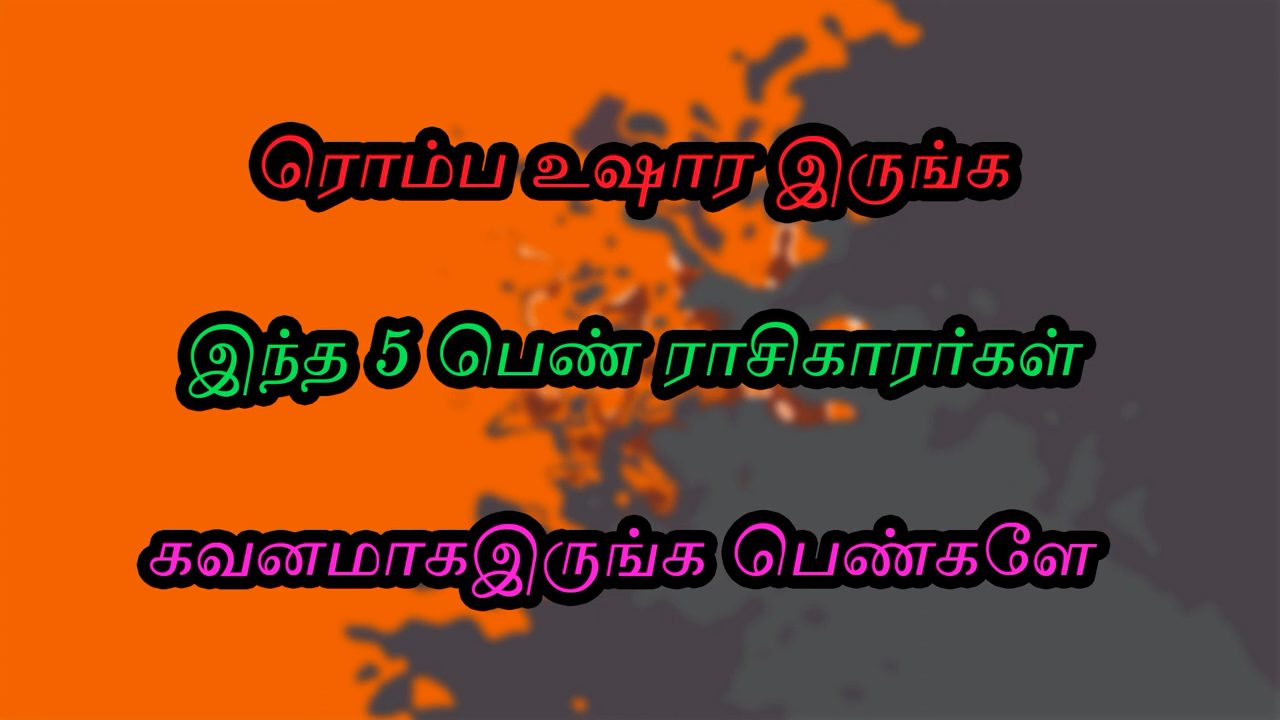 ரொம்ப உஷார இருங்க
இந்த 5 பெண் ராசிகாரர்கள்
கவனமாகஇருங்க பெண்களே